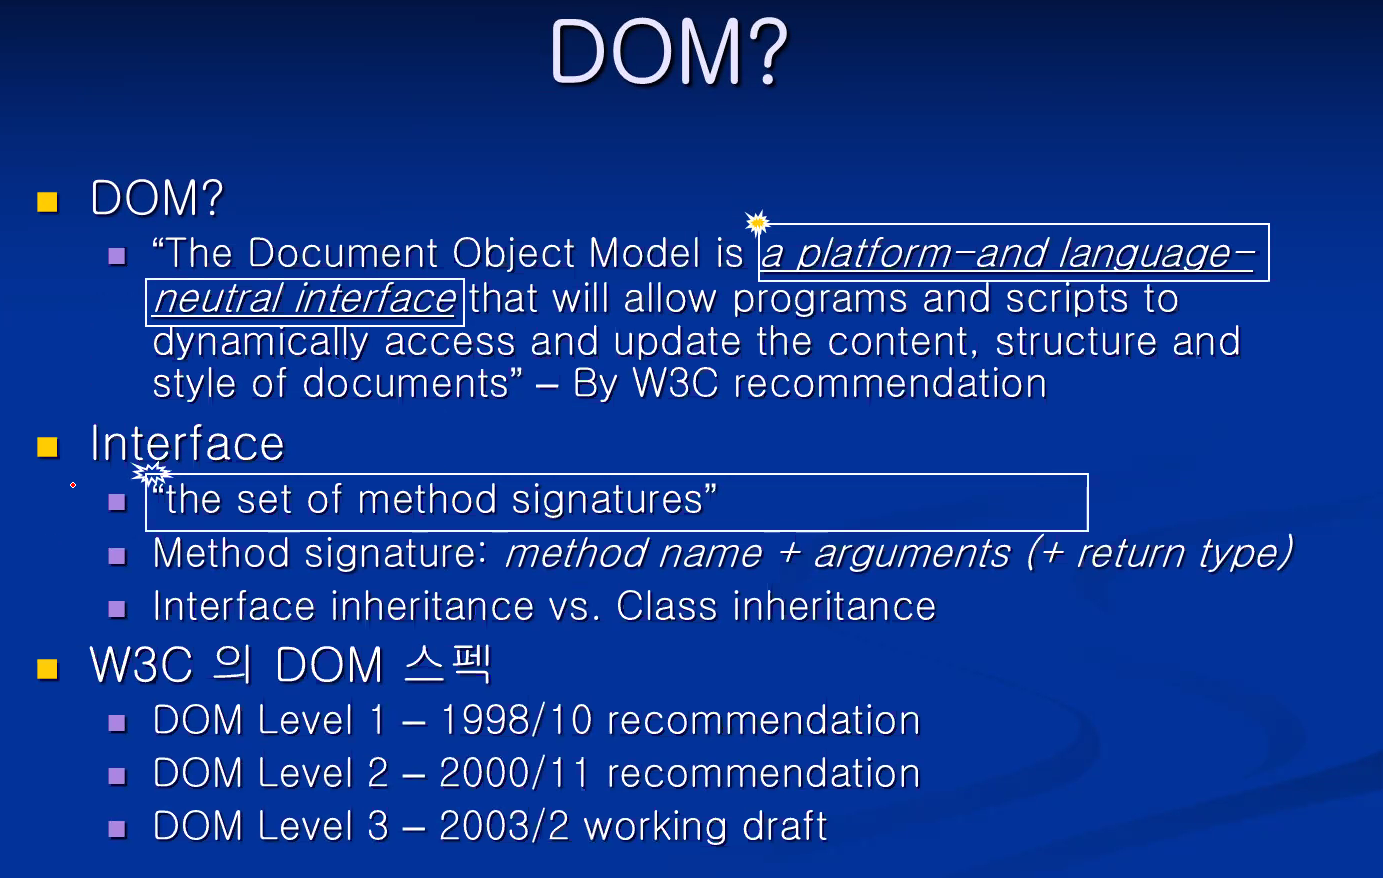 DOM?
DOM?
“The Document Object Model is a platform-and language-
neutral interface that will allow programs and scripts to
dynamically access and update the content, structure and
style of documents” – By W3C recommendation
Interface
“the set of method signatures”
Method signature: method name + arguments (+ return type)
Interface inheritance vs. Class inheritance
W3C 의 DOM 스펙
DOM Level 1 – 1998/10 recommendation
DOM Level 2 – 2000/11 recommendation
DOM Level 3 – 2003/2 working draft